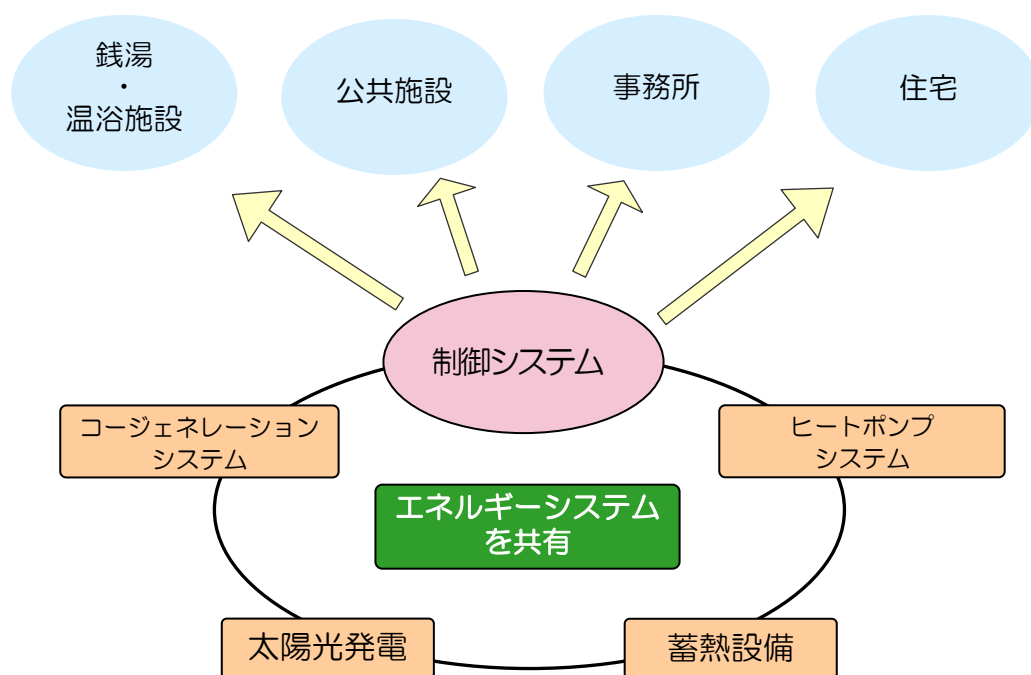 銭湯
・
温浴施設
公共施設
事務所
住宅
制御システム
コージェネレーション
システム
ヒートポンプ
システム
エネルギーシステム
を共有
太陽光発電
蓄熱設備